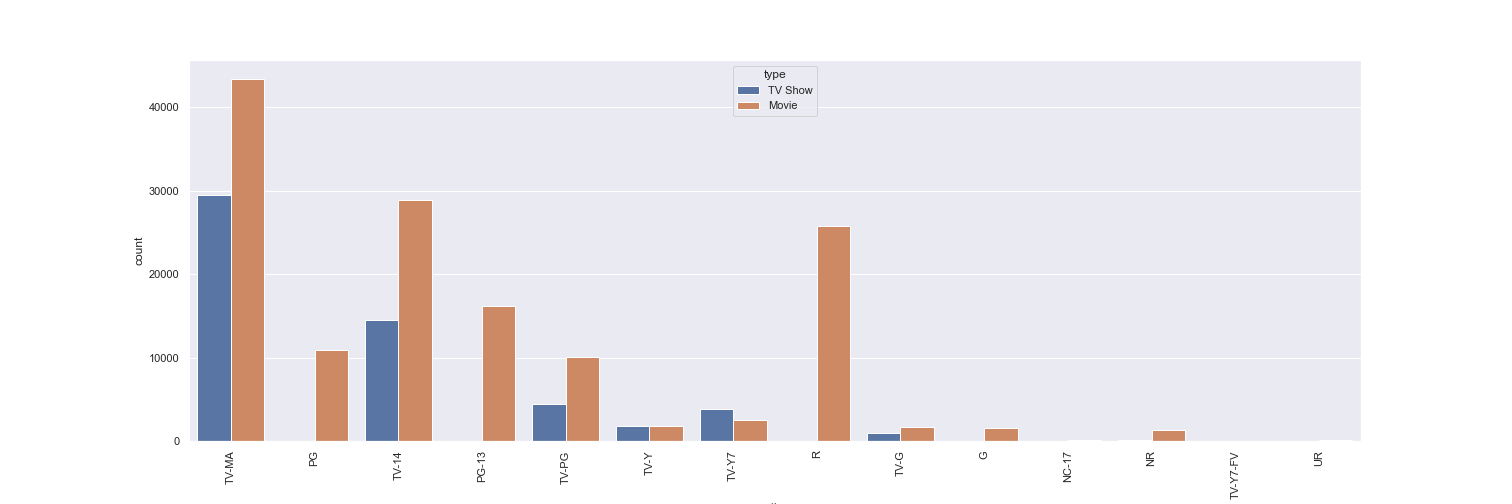 type
TV Show
Movie
40000
30000
20000
10000
0
count
TV-MA
PG
TV-14
PG-13
TV-PG
TV-Y
TV-Y7
R
TV-G
G
NC-17
NR
TV-Y7-FV
UR